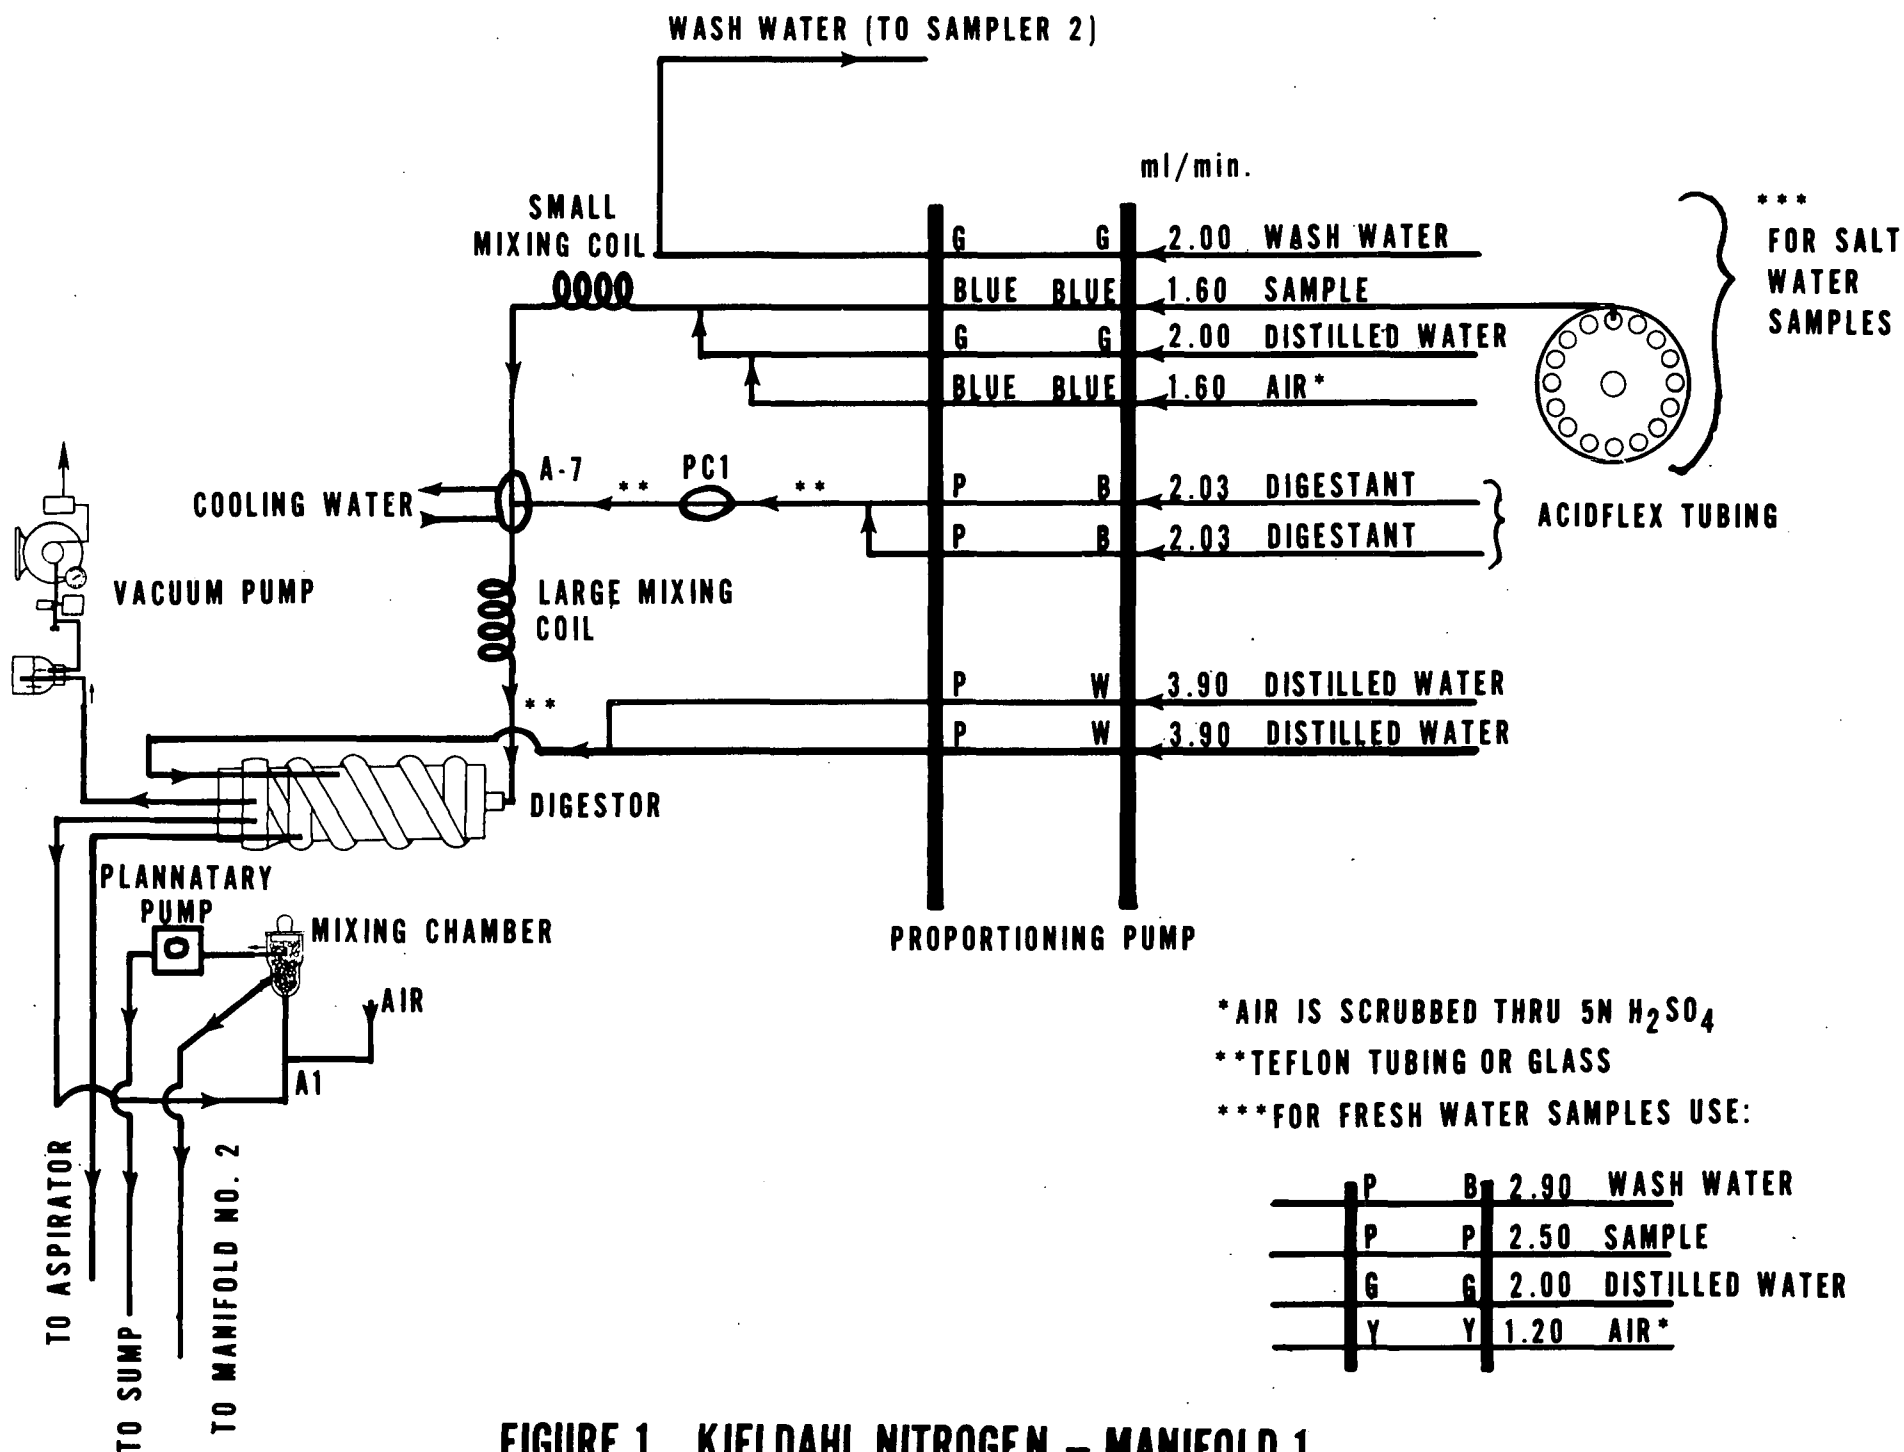 WASH WATER (TO SAMPLER 2)
ml/min.
SMALL
MIXING COIL
G G 2.00 WASH WATER
BLUE BLUE 1.60 SAMPLE
G G 2.00 DISTILLED WATER
BLUE BLUE 1.60 AIR*
***
FOR SALT
WATER
SAMPLES
A-7
** PC1 **
COOLING WATER
P B 2.03 DIGESTANT
P B 2.03 DIGESTANT
ACIDFLEX TUBING
VACUUM PUMP
LARGE MIXING
COIL
**
P W 3.90 DISTILLED WATER
P W 3.90 DISTILLED WATER
DIGESTOR
PLANNATARY
PUMP
MIXING CHAMBER
AIR
A1
PROPORTIONING PUMP
TO ASPIRATOR
TO SUMP
TO MANIFOLD NO. 2
*AIR IS SCRUBBED THRU 5N H2SO4
**TEFLON TUBING OR GLASS
***FOR FRESH WATER SAMPLES USE:
P B 2.90 WASH WATER
P P 2.50 SAMPLE
G G 2.00 DISTILLED WATER
Y Y 1.20 AIR*
FIGURE 1 KJELDAHL NITROGEN – MANIFOLD 1